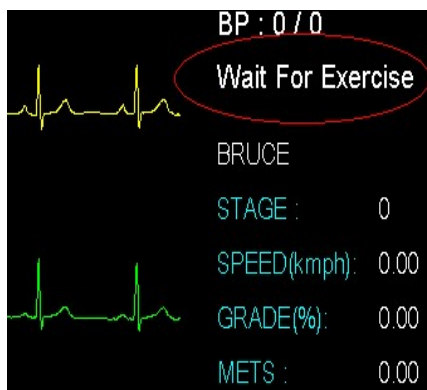 BP : 0 / 0
Wait For Exercise
BRUCE
STAGE : 0
SPEED(kmph): 0.00
GRADE(%): 0.00
METS : 0.00